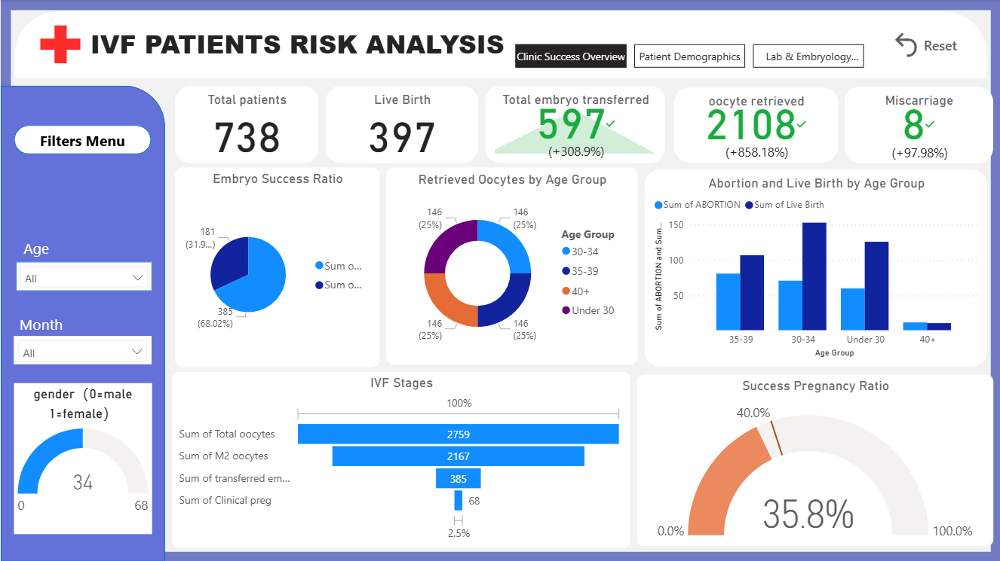 IVF PATIENTS RISK ANALYSIS
Clinic Success Overview
Patient Demographics
Lab & Embryology...
Reset
Filters Menu
Age
All
Month
All
gender (0=male
1=female)
34
0
68
Total patients
738
Live Birth
397
Total embryo transferred
597
(+308.9%)
oocyte retrieved
2108
(+858.18%)
Miscarriage
8
(+97.98%)
Embryo Success Ratio
181
(31.9...)
385
(68.02%)
Sum o...
Sum o...
Retrieved Oocytes by Age Group
146
(25%)
146
(25%)
146
(25%)
146
(25%)
Age Group
30-34
35-39
40+
Under 30
Abortion and Live Birth by Age Group
Sum of ABORTION
Sum of Live Birth
Sum of ABORTION and Sum...
150
100
50
35-39
30-34
Under 30
40+
Age Group
IVF Stages
100%
Sum of Total oocytes
2759
Sum of M2 oocytes
2167
Sum of transferred em...
385
Sum of Clinical preg
68
2.5%
Success Pregnancy Ratio
40.0%
35.8%
0.0%
100.0%